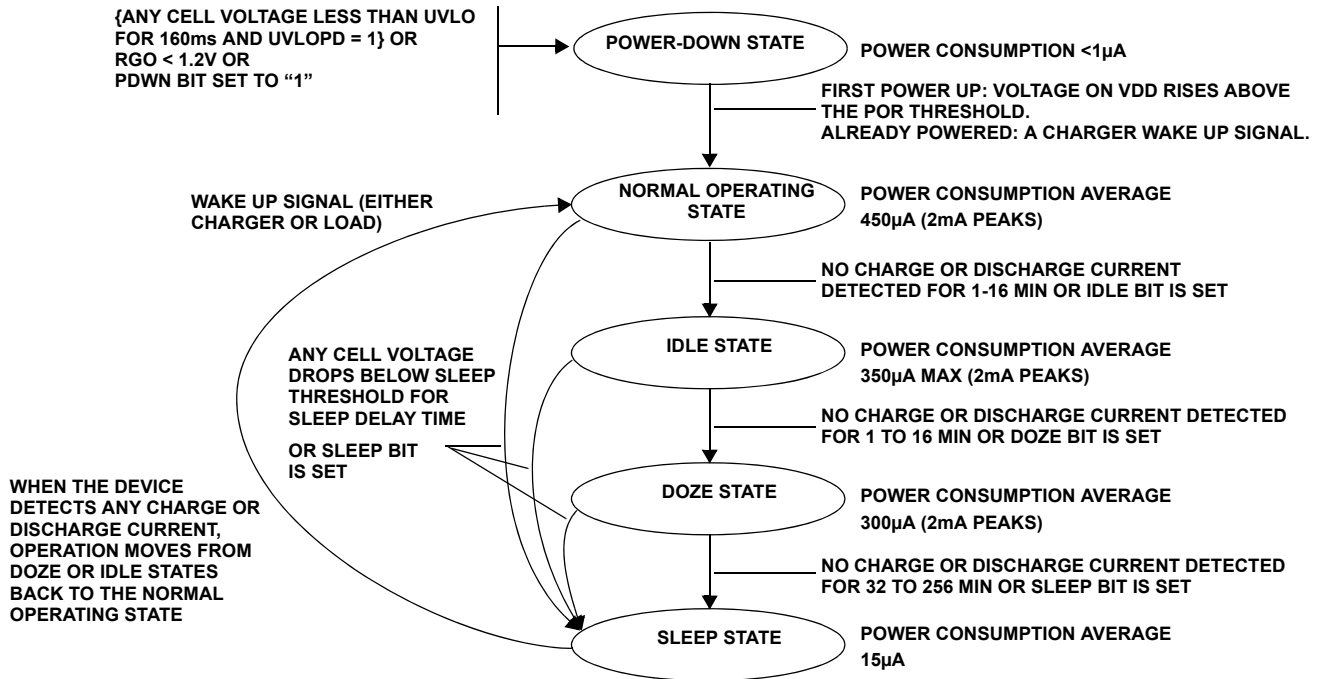 {ANY CELL VOLTAGE LESS THAN UVLO
FOR 160ms AND UVLOPD = 1} OR
RGO < 1.2V OR
PDWN BIT SET TO “1”
POWER-DOWN STATE
POWER CONSUMPTION <1µA
FIRST POWER UP: VOLTAGE ON VDD RISES ABOVE
THE POR THRESHOLD.
ALREADY POWERED: A CHARGER WAKE UP SIGNAL.
WAKE UP SIGNAL (EITHER
CHARGER OR LOAD)
NORMAL OPERATING
STATE
POWER CONSUMPTION AVERAGE
450µA (2mA PEAKS)
NO CHARGE OR DISCHARGE CURRENT
DETECTED FOR 1-16 MIN OR IDLE BIT IS SET
ANY CELL VOLTAGE
DROPS BELOW SLEEP
THRESHOLD FOR
SLEEP DELAY TIME
OR SLEEP BIT
IS SET
IDLE STATE
POWER CONSUMPTION AVERAGE
350µA MAX (2mA PEAKS)
NO CHARGE OR DISCHARGE CURRENT DETECTED
FOR 1 TO 16 MIN OR DOZE BIT IS SET
WHEN THE DEVICE
DETECTS ANY CHARGE OR
DISCHARGE CURRENT,
OPERATION MOVES FROM
DOZE OR IDLE STATES
BACK TO THE NORMAL
OPERATING STATE
DOZE STATE
POWER CONSUMPTION AVERAGE
300µA (2mA PEAKS)
NO CHARGE OR DISCHARGE CURRENT DETECTED
FOR 32 TO 256 MIN OR SLEEP BIT IS SET
SLEEP STATE
POWER CONSUMPTION AVERAGE
15µA